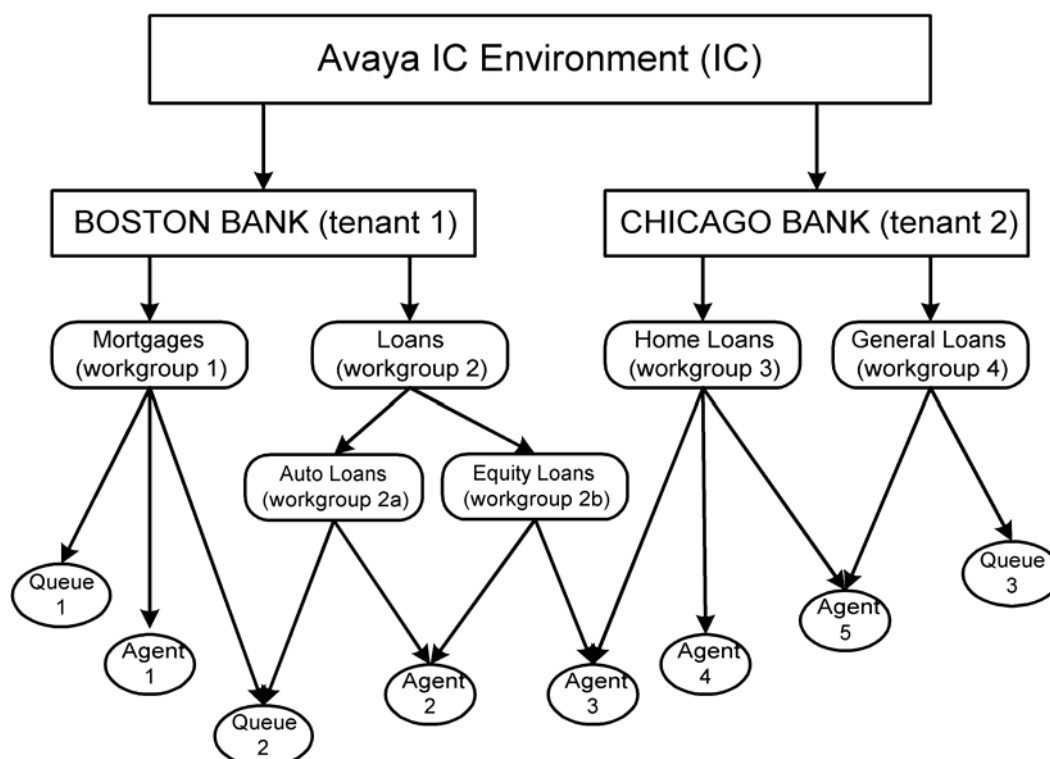 Avaya IC Environment (IC)
BOSTON BANK (tenant 1)
CHICAGO BANK (tenant 2)
Mortgages
(workgroup 1)
Loans
(workgroup 2)
Home Loans
(workgroup 3)
General Loans
(workgroup 4)
Auto Loans
(workgroup 2a)
Equity Loans
(workgroup 2b)
Queue
1
Agent
1
Queue
2
Agent
2
Agent
3
Agent
4
Agent
5
Queue
3